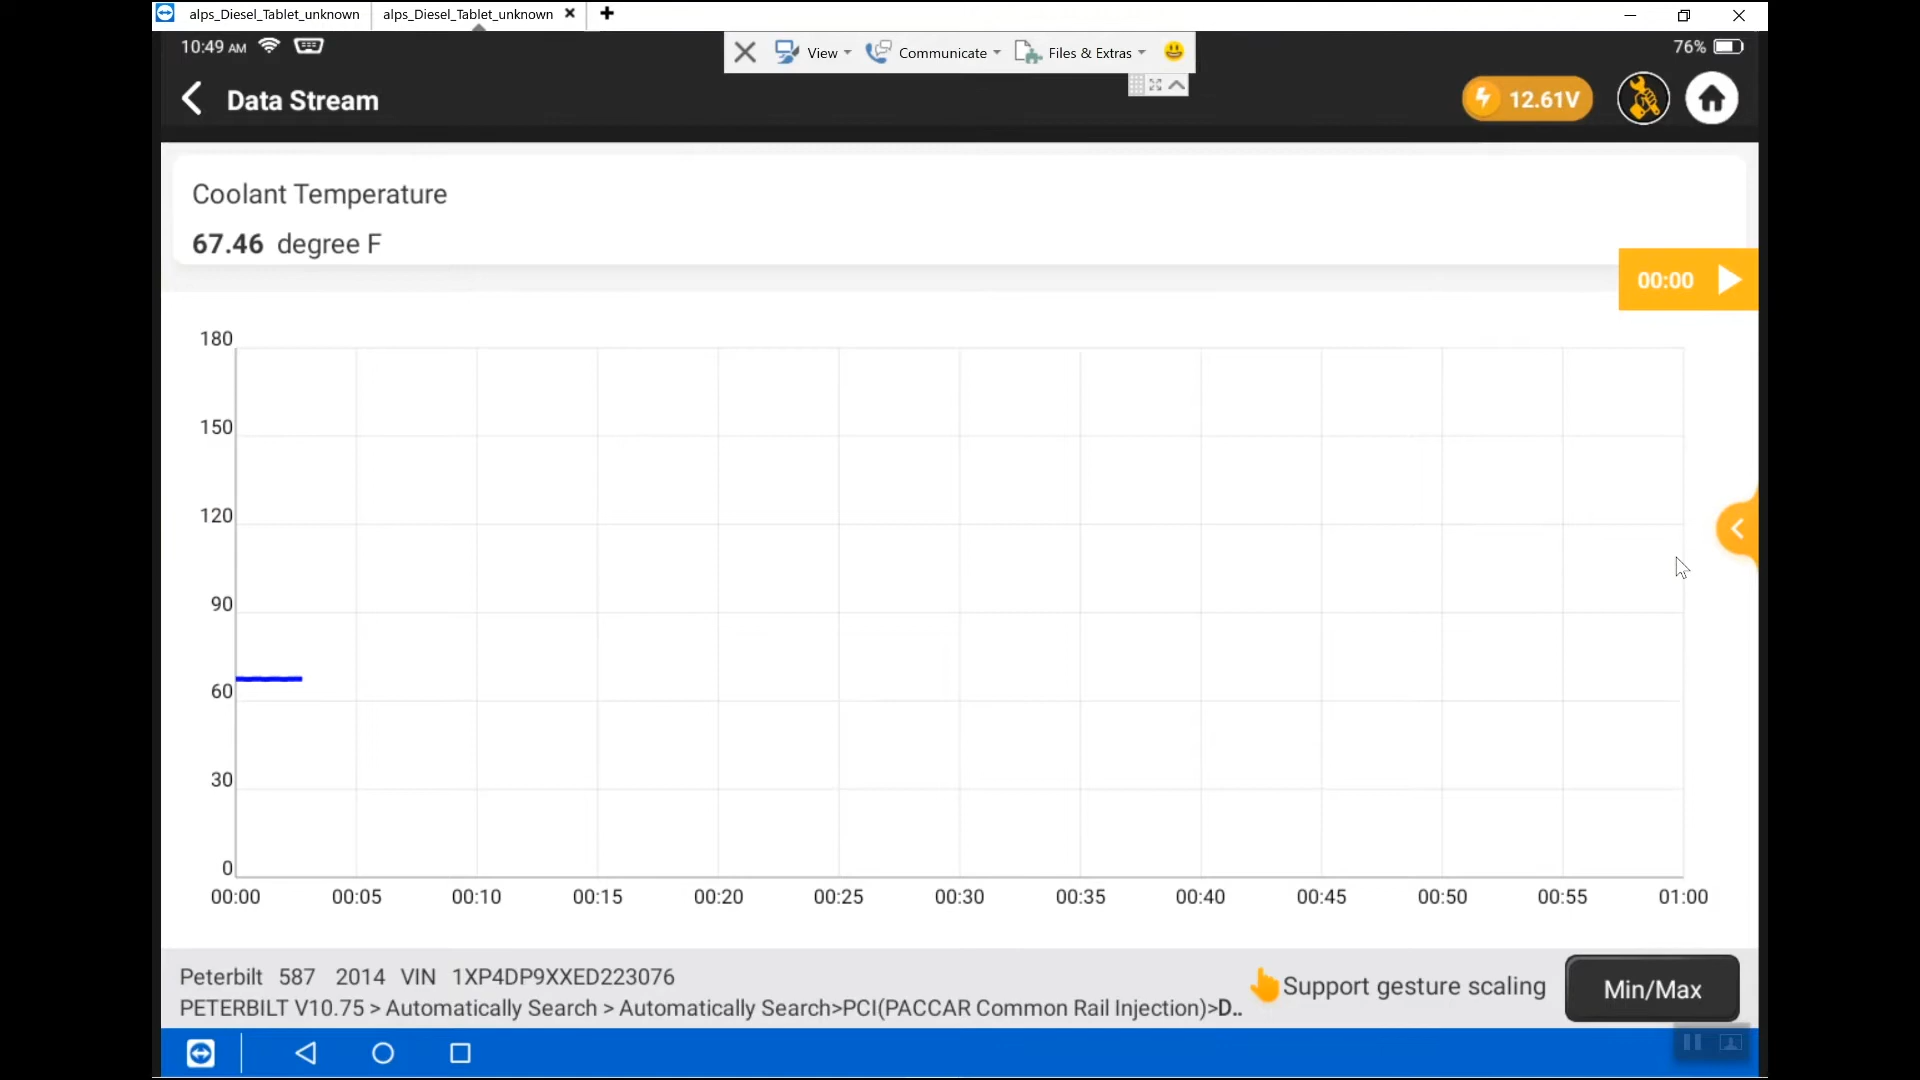 alps_Diesel_Tablet_unknown alps_Diesel_Tablet_unknown
10:49 AM
View Communicate Files & Extras
76%
Data Stream
12.61V
Coolant Temperature
67.46 degree F
00:00
180
150
120
90
60
30
0
00:00 00:05 00:10 00:15 00:20 00:25 00:30 00:35 00:40 00:45 00:50 00:55 01:00
Peterbilt 587 2014 VIN 1XP4DP9XXED223076
PETERBILT V10.75 > Automatically Search > Automatically Search>PCI(PACCAR Common Rail Injection)>D..
Support gesture scaling
Min/Max